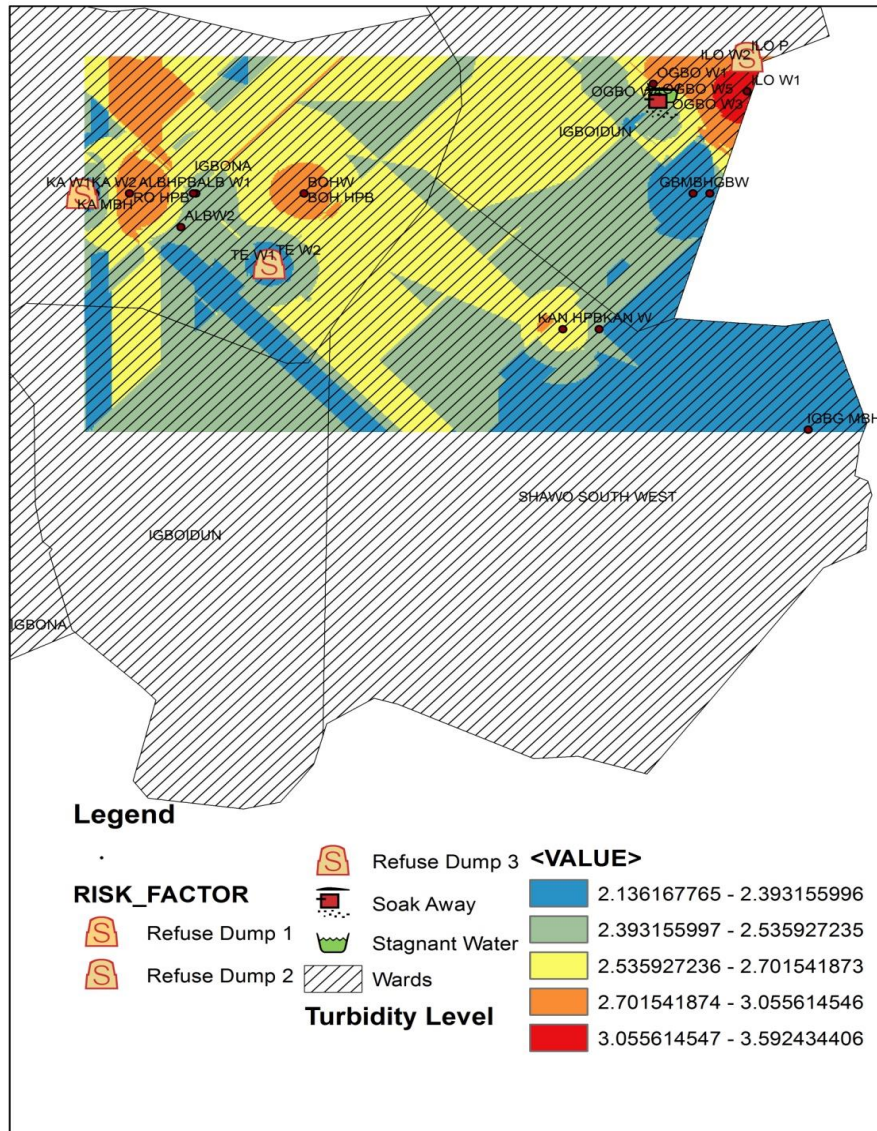 ILO P
ILO W2
OGBO W1
ILO W1
OGBO W5
OGBO W3
IGBOIDUN
IGBONA
KA W1
KA W2
ALBHPB
ALB W1
BOHW
GBMBH
GBW
KA MBH
RO HPB
BOH HPB
ALBW2
TE W1
TE W2
KAN HPB
KAN W
IGBG MBH
SHAWO SOUTH WEST
IGBOIDUN
IGBONA
Legend
RISK_FACTOR
S Refuse Dump 1
S Refuse Dump 2
S Refuse Dump 3
Soak Away
Stagnant Water
Wards
Turbidity Level
<VALUE>
2.136167765 - 2.393155996
2.393155997 - 2.535927235
2.535927236 - 2.701541873
2.701541874 - 3.055614546
3.055614547 - 3.592434406